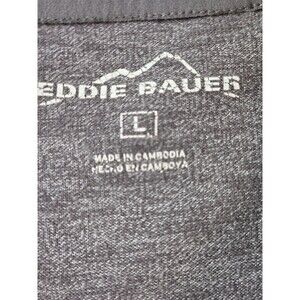 EDDIE BAUER
L
MADE IN CAMBODIA
HECHO EN CAMBOYA